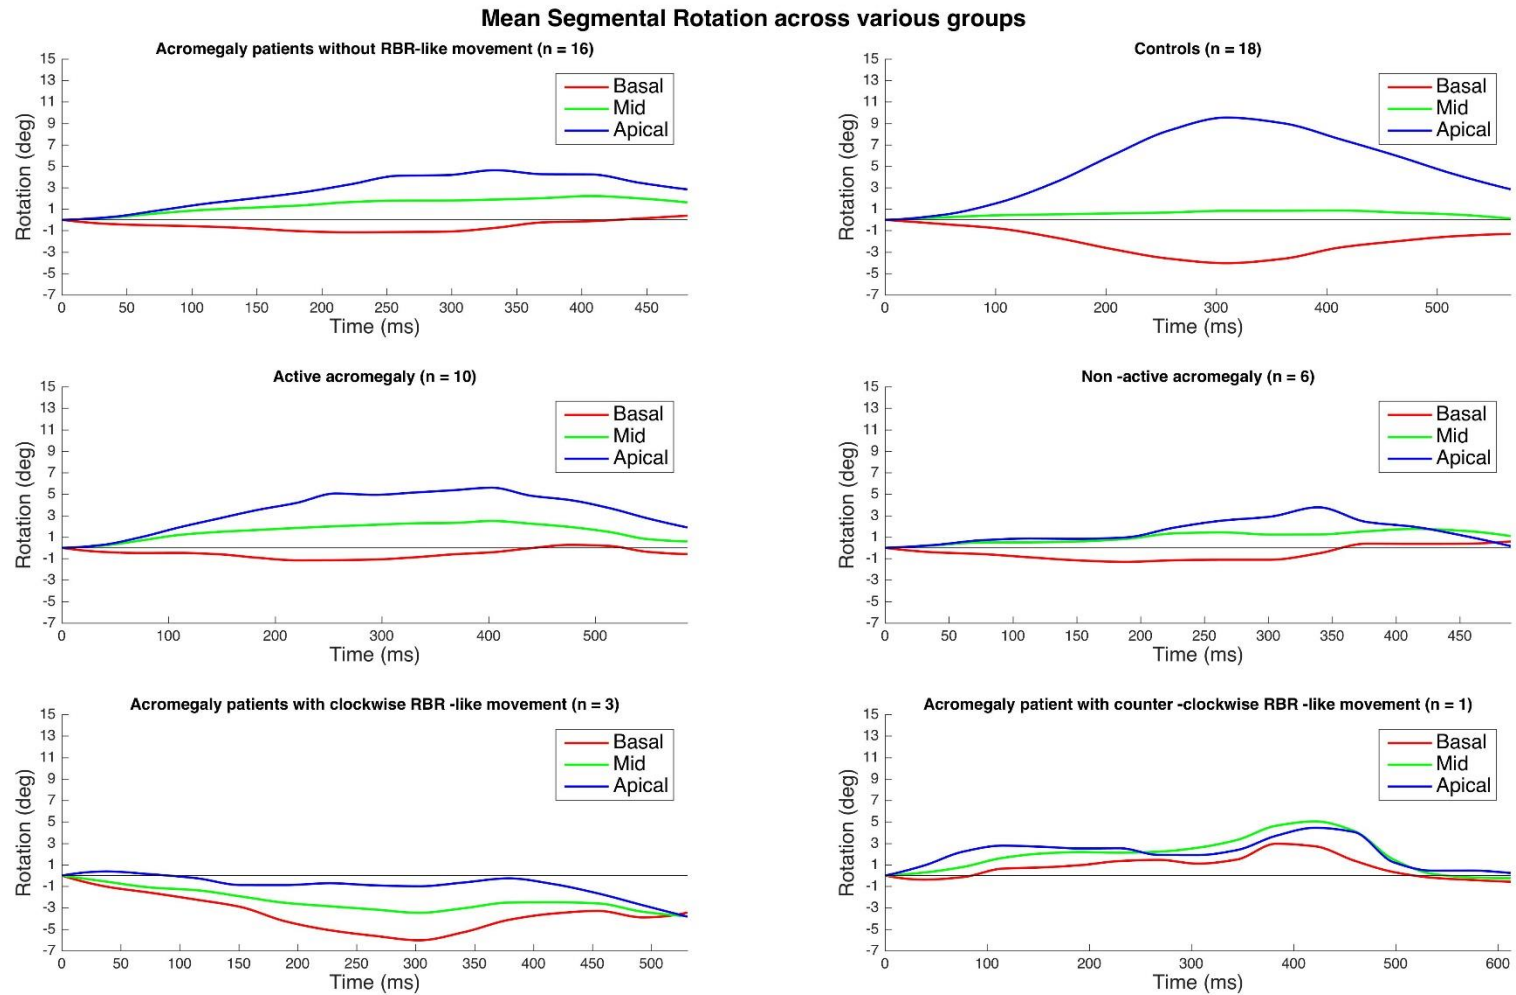 Mean Segmental Rotation across various groups
Acromegaly patients without RBR-like movement (n = 16)
15
13
11
9
7
5
3
1
-1
-3
-5
-7
Rotation (deg)
Basal
Mid
Apical
0 50 100 150 200 250 300 350 400 450
Time (ms)
Controls (n = 18)
15
13
11
9
7
5
3
1
-1
-3
-5
-7
Rotation (deg)
Basal
Mid
Apical
0 100 200 300 400 500
Time (ms)
Active acromegaly (n = 10)
15
13
11
9
7
5
3
1
-1
-3
-5
-7
Rotation (deg)
Basal
Mid
Apical
0 100 200 300 400 500
Time (ms)
Non -active acromegaly (n = 6)
15
13
11
9
7
5
3
1
-1
-3
-5
-7
Rotation (deg)
Basal
Mid
Apical
0 50 100 150 200 250 300 350 400 450
Time (ms)
Acromegaly patients with clockwise RBR -like movement (n = 3)
15
13
11
9
7
5
3
1
-1
-3
-5
-7
Rotation (deg)
Basal
Mid
Apical
0 50 100 150 200 250 300 350 400 450 500
Time (ms)
Acromegaly patient with counter -clockwise RBR -like movement (n = 1)
15
13
11
9
7
5
3
1
-1
-3
-5
-7
Rotation (deg)
Basal
Mid
Apical
0 100 200 300 400 500 600
Time (ms)